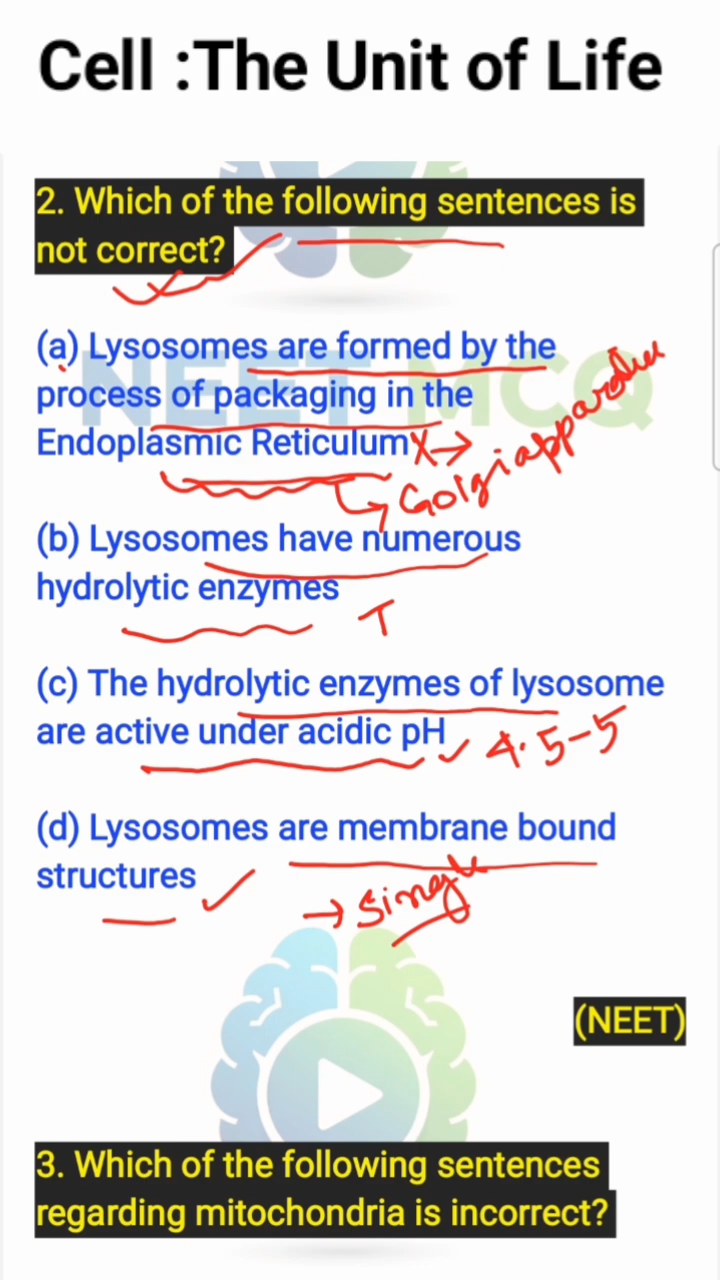 Cell :The Unit of Life
2. Which of the following sentences is
not correct?
(a) Lysosomes are formed by the
process of packaging in the
Endoplasmic Reticulum X→
↳ Golgi apparatus
(b) Lysosomes have numerous
hydrolytic enzymes
T
(c) The hydrolytic enzymes of lysosome
are active under acidic pH ✓ 4.5-5
(d) Lysosomes are membrane bound
structures ✓ → Single
NEET MCQ
(NEET)
3. Which of the following sentences
regarding mitochondria is incorrect?